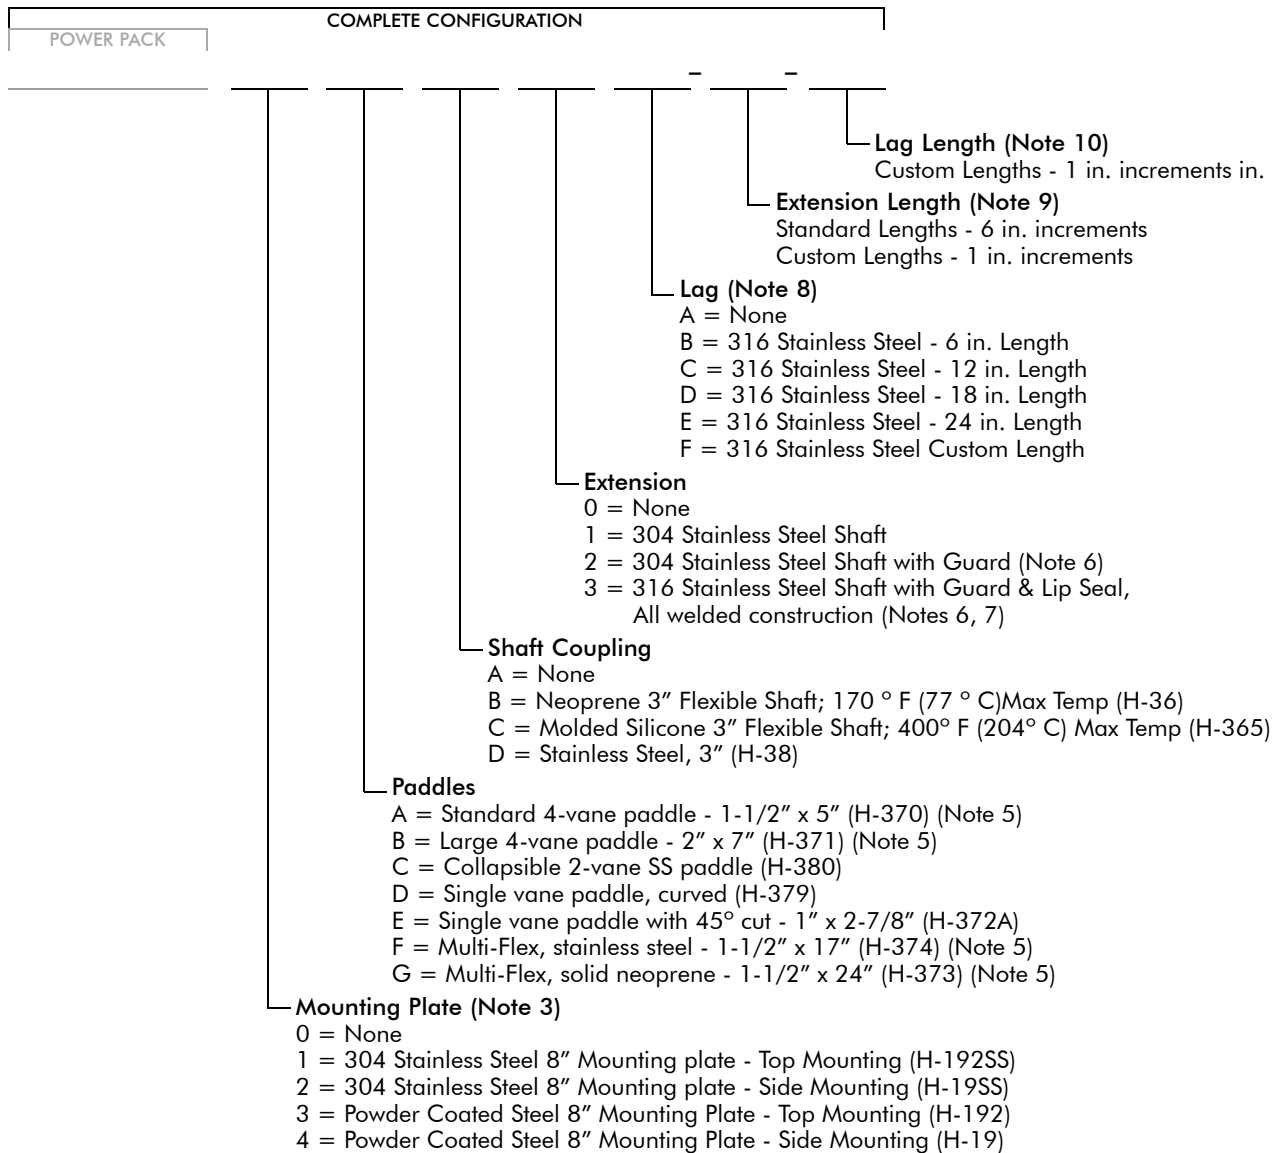 COMPLETE CONFIGURATION
POWER PACK
– –
Lag Length (Note 10)
Custom Lengths - 1 in. increments in.
Extension Length (Note 9)
Standard Lengths - 6 in. increments
Custom Lengths - 1 in. increments
Lag (Note 8)
A = None
B = 316 Stainless Steel - 6 in. Length
C = 316 Stainless Steel - 12 in. Length
D = 316 Stainless Steel - 18 in. Length
E = 316 Stainless Steel - 24 in. Length
F = 316 Stainless Steel Custom Length
Extension
0 = None
1 = 304 Stainless Steel Shaft
2 = 304 Stainless Steel Shaft with Guard (Note 6)
3 = 316 Stainless Steel Shaft with Guard & Lip Seal,
All welded construction (Notes 6, 7)
Shaft Coupling
A = None
B = Neoprene 3” Flexible Shaft; 170 º F (77 º C)Max Temp (H-36)
C = Molded Silicone 3” Flexible Shaft; 400º F (204º C) Max Temp (H-365)
D = Stainless Steel, 3” (H-38)
Paddles
A = Standard 4-vane paddle - 1-1/2” x 5” (H-370) (Note 5)
B = Large 4-vane paddle - 2” x 7” (H-371) (Note 5)
C = Collapsible 2-vane SS paddle (H-380)
D = Single vane paddle, curved (H-379)
E = Single vane paddle with 45º cut - 1” x 2-7/8” (H-372A)
F = Multi-Flex, stainless steel - 1-1/2” x 17” (H-374) (Note 5)
G = Multi-Flex, solid neoprene - 1-1/2” x 24” (H-373) (Note 5)
Mounting Plate (Note 3)
0 = None
1 = 304 Stainless Steel 8” Mounting plate - Top Mounting (H-192SS)
2 = 304 Stainless Steel 8” Mounting plate - Side Mounting (H-19SS)
3 = Powder Coated Steel 8” Mounting Plate - Top Mounting (H-192)
4 = Powder Coated Steel 8” Mounting Plate - Side Mounting (H-19)